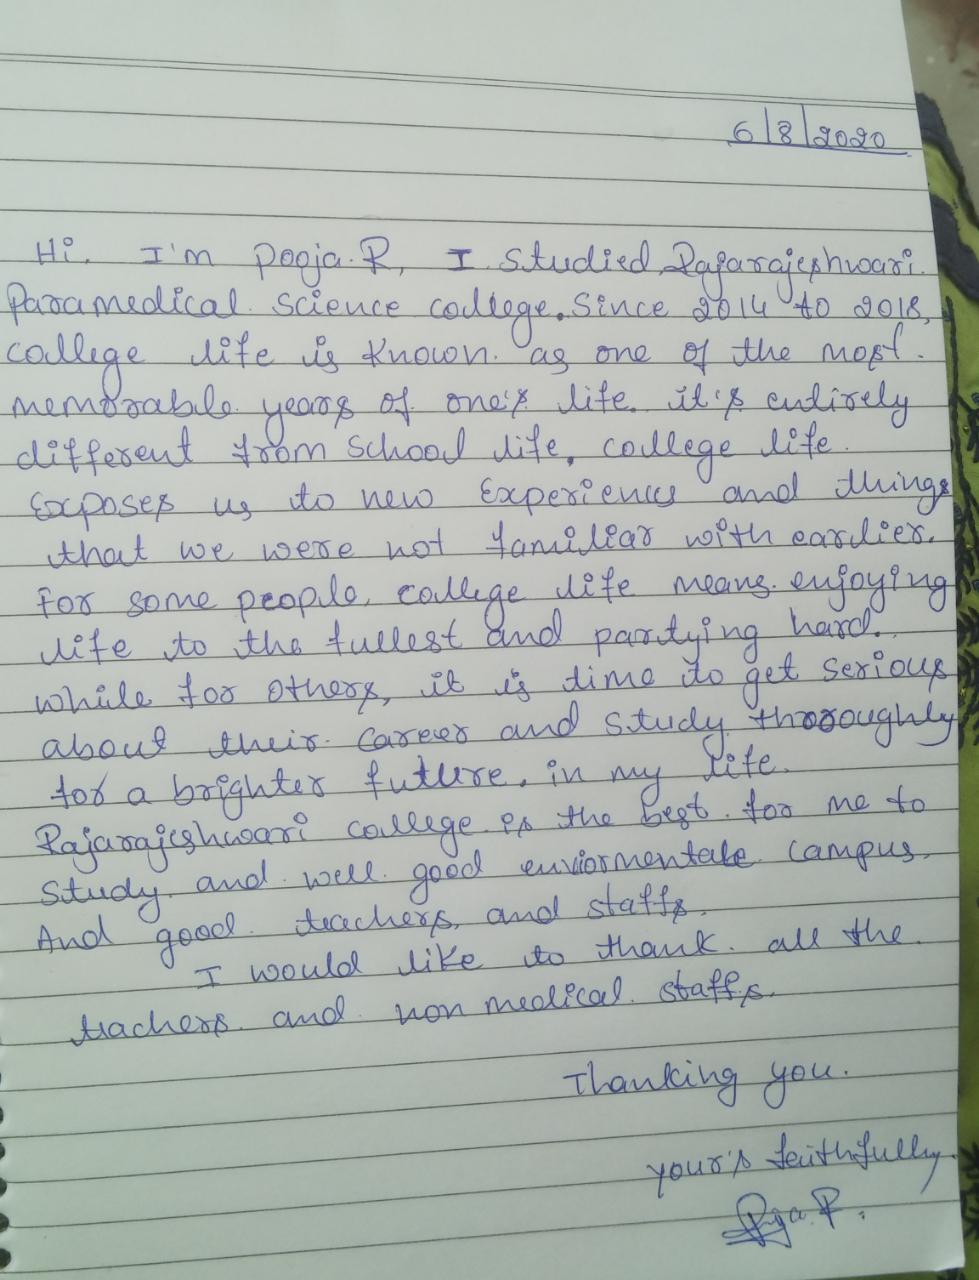 6/8/2020
Hi, I'm Pooja.R, I studied Rajarajeshwari
Paramedical Science college. Since 2014 to 2018,
college life is known as one of the most
memorable years of one's life. it's entirely
different from school life, college life
Exposes us to new Experiences and things
that we were not familiar with earlier.
For some people, college life means enjoying
life to the fullest and partying hard.
while for others, it is time to get serious
about their career and study thoroughly
for a brighter future. in my life.
Rajarajeshwari college is the best for me to
study and well good enviormentale campus,
And good teachers, and staffs.
I would like to thank all the
teachers and non medical staffs.
Thanking you.
your's faithfully
Pooja.R.